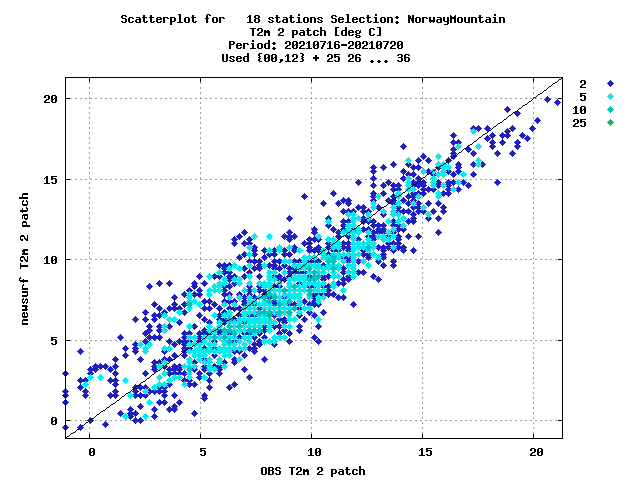 Scatterplot for 18 stations Selection: NorwayMountain
T2m 2 patch [deg C]
Period: 20210716-20210720
Used {00,12} + 25 26 ... 36
2
5
10
25
20
15
10
5
0
newsurf T2m 2 patch
0 5 10 15 20
OBS T2m 2 patch